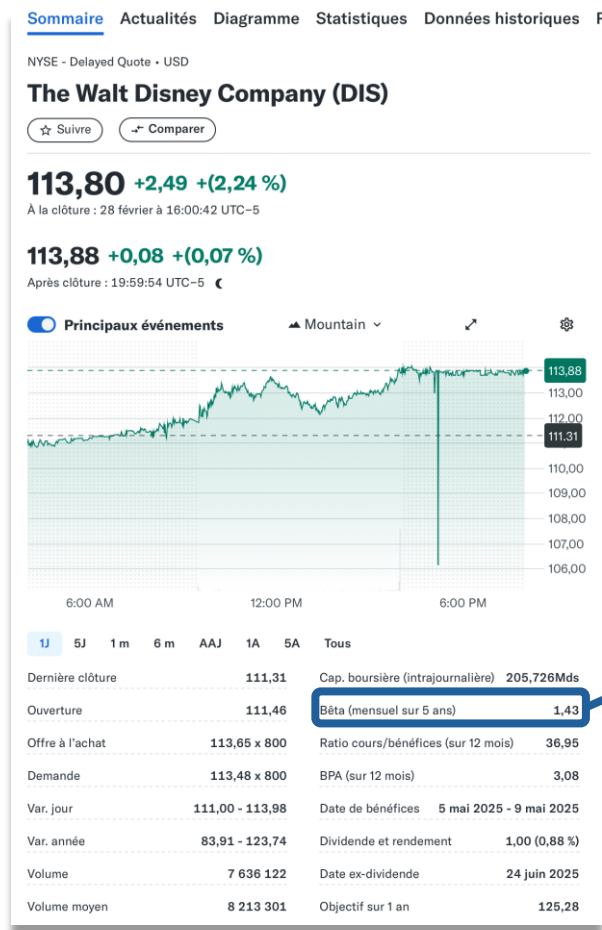 Sommaire Actualités Diagramme Statistiques Données historiques
NYSE - Delayed Quote • USD
The Walt Disney Company (DIS)
Suivre Comparer
113,80 +2,49 +(2,24 %)
À la clôture : 28 février à 16:00:42 UTC−5
113,88 +0,08 +(0,07 %)
Après clôture : 19:59:54 UTC−5
Principaux événements Mountain
113,88
113,00
112,00
111.31
110,00
109,00
108,00
107,00
106,00
6:00 AM 12:00 PM 6:00 PM
1J 5J 1 m 6 m AAJ 1A 5A Tous
Dernière clôture 111,31 Cap. boursière (intrajournalière) 205,726Mds
Ouverture 111,46 Bêta (mensuel sur 5 ans) 1,43
Offre à l'achat 113,65 x 800 Ratio cours/bénéfices (sur 12 mois) 36,95
Demande 113,48 x 800 BPA (sur 12 mois) 3,08
Var. jour 111,00 - 113,98 Date de bénéfices 5 mai 2025 - 9 mai 2025
Var. année 83,91 - 123,74 Dividende et rendement 1,00 (0,88 %)
Volume 7 636 122 Date ex-dividende 24 juin 2025
Volume moyen 8 213 301 Objectif sur 1 an 125,28